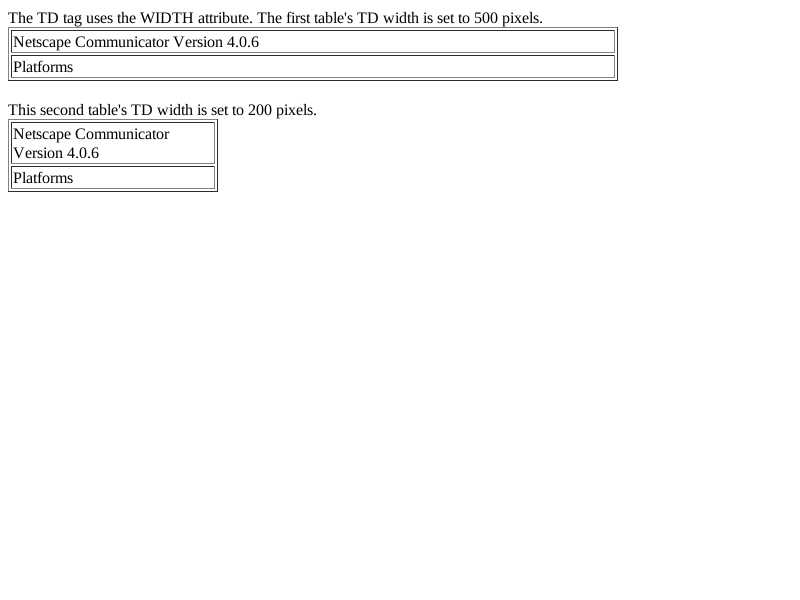 The TD tag uses the WIDTH attribute. The first table's TD width is set to 500 pixels.
Netscape Communicator Version 4.0.6
Platforms
This second table's TD width is set to 200 pixels.
Netscape Communicator
Version 4.0.6
Platforms